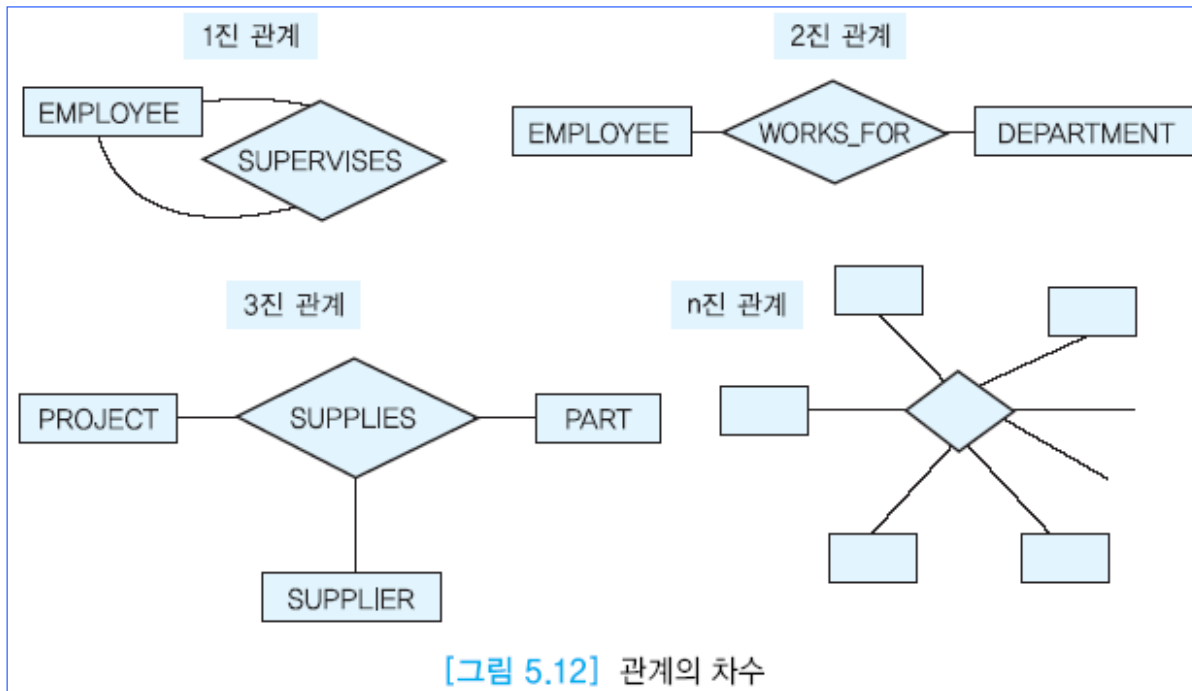 1진 관계
EMPLOYEE
SUPERVISES
2진 관계
EMPLOYEE
WORKS_FOR
DEPARTMENT
3진 관계
PROJECT
SUPPLIES
PART
SUPPLIER
n진 관계
[그림 5.12] 관계의 차수